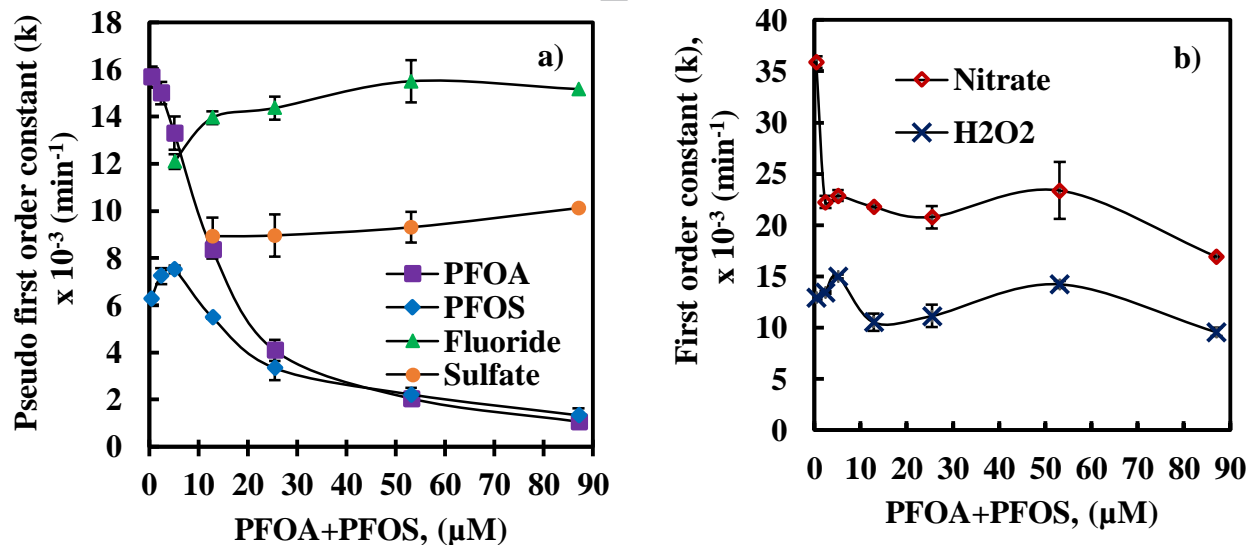 Pseudo first order constant (k)
x 10-3 (min-1)
18
16
14
12
10
8
6
4
2
0
a)
PFOA
PFOS
Fluoride
Sulfate
0 10 20 30 40 50 60 70 80 90
PFOA+PFOS, (µM)
First order constant (k),
x 10-3 (min-1)
40
35
30
25
20
15
10
5
0
b)
Nitrate
H2O2
0 10 20 30 40 50 60 70 80 90
PFOA+PFOS, (µM)